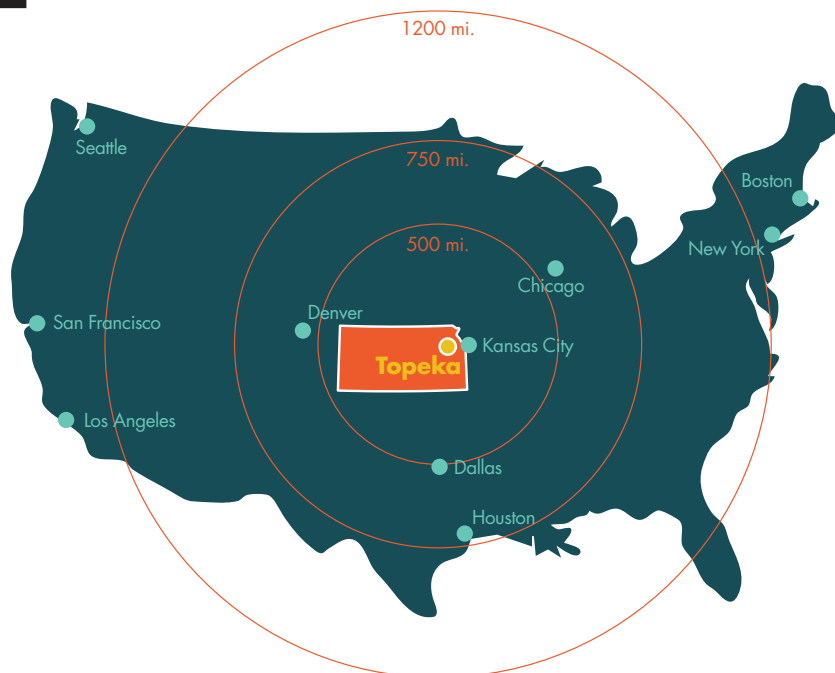 1200 mi.
Seattle
750 mi.
Boston
500 mi.
New York
Chicago
Denver
San Francisco
Kansas City
Topeka
Los Angeles
Dallas
Houston